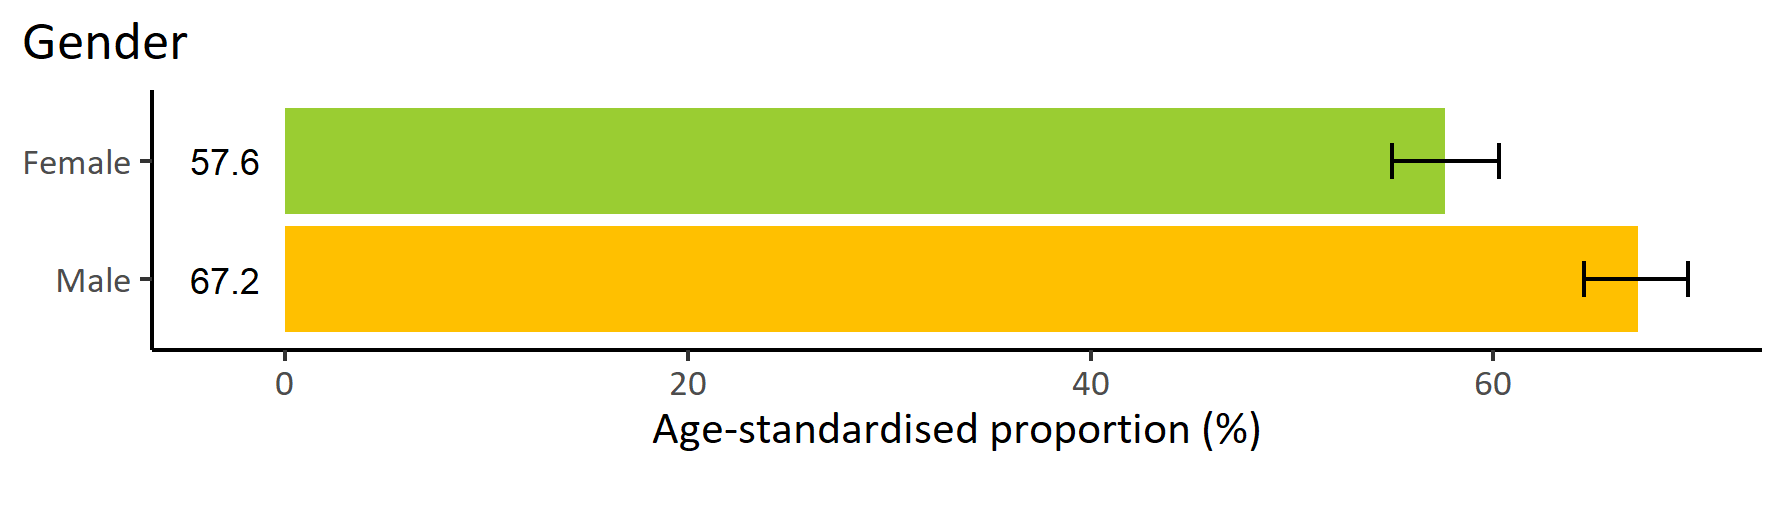 Gender
Female 57.6
Male 67.2
0 20 40 60
Age-standardised proportion (%)